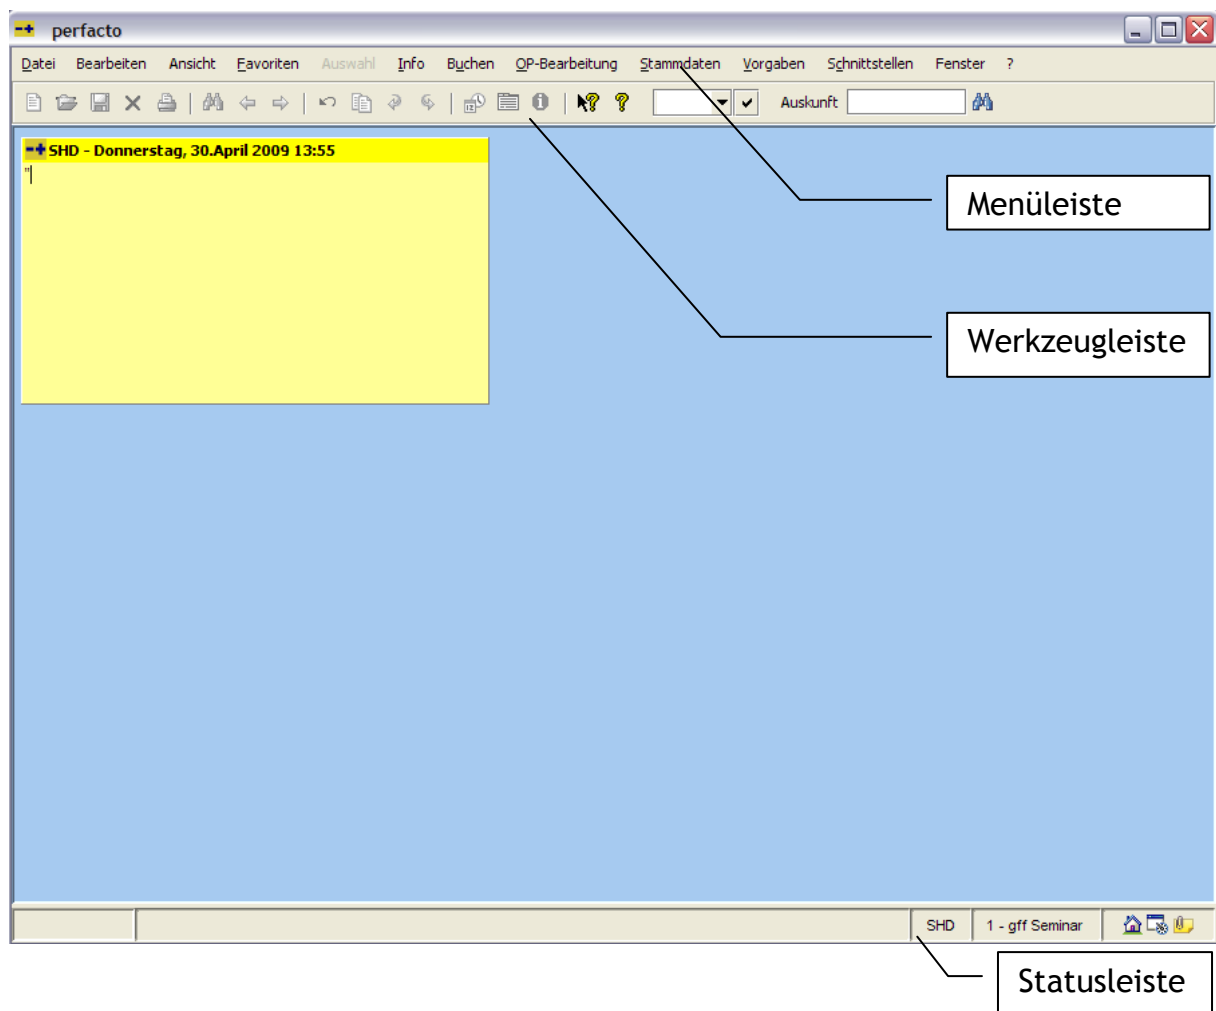 perfacto
Datei Bearbeiten Ansicht Favoriten Auswahl Info Buchen OP-Bearbeitung Stammdaten Vorgaben Schnittstellen Fenster ?
Auskunft
SHD - Donnerstag, 30.April 2009 13:55
"
Menüleiste
Werkzeugleiste
SHD 1 - gff Seminar
Statusleiste